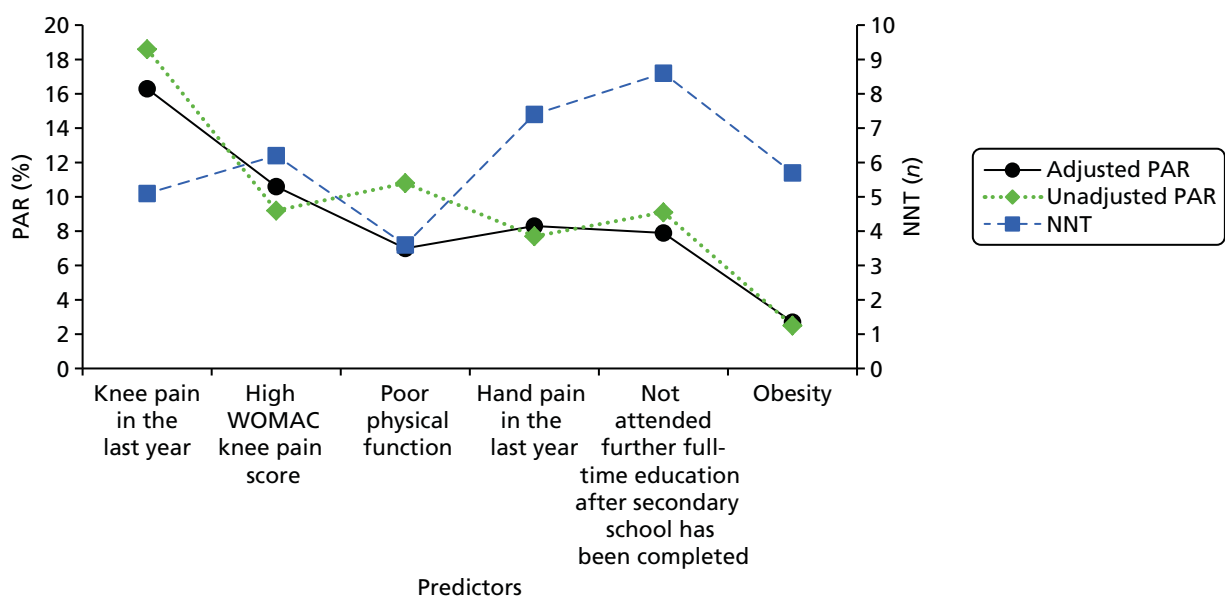 20
18
16
14
12
10
8
6
4
2
0
PAR (%)
10
9
8
7
6
5
4
3
2
1
0
NNT (n)
Knee pain
in the
last year
High
WOMAC
knee pain
score
Poor
physical
function
Hand pain
in the
last year
Not
attended
further full-
time education
after secondary
school has
been completed
Obesity
Predictors
Adjusted PAR
Unadjusted PAR
NNT